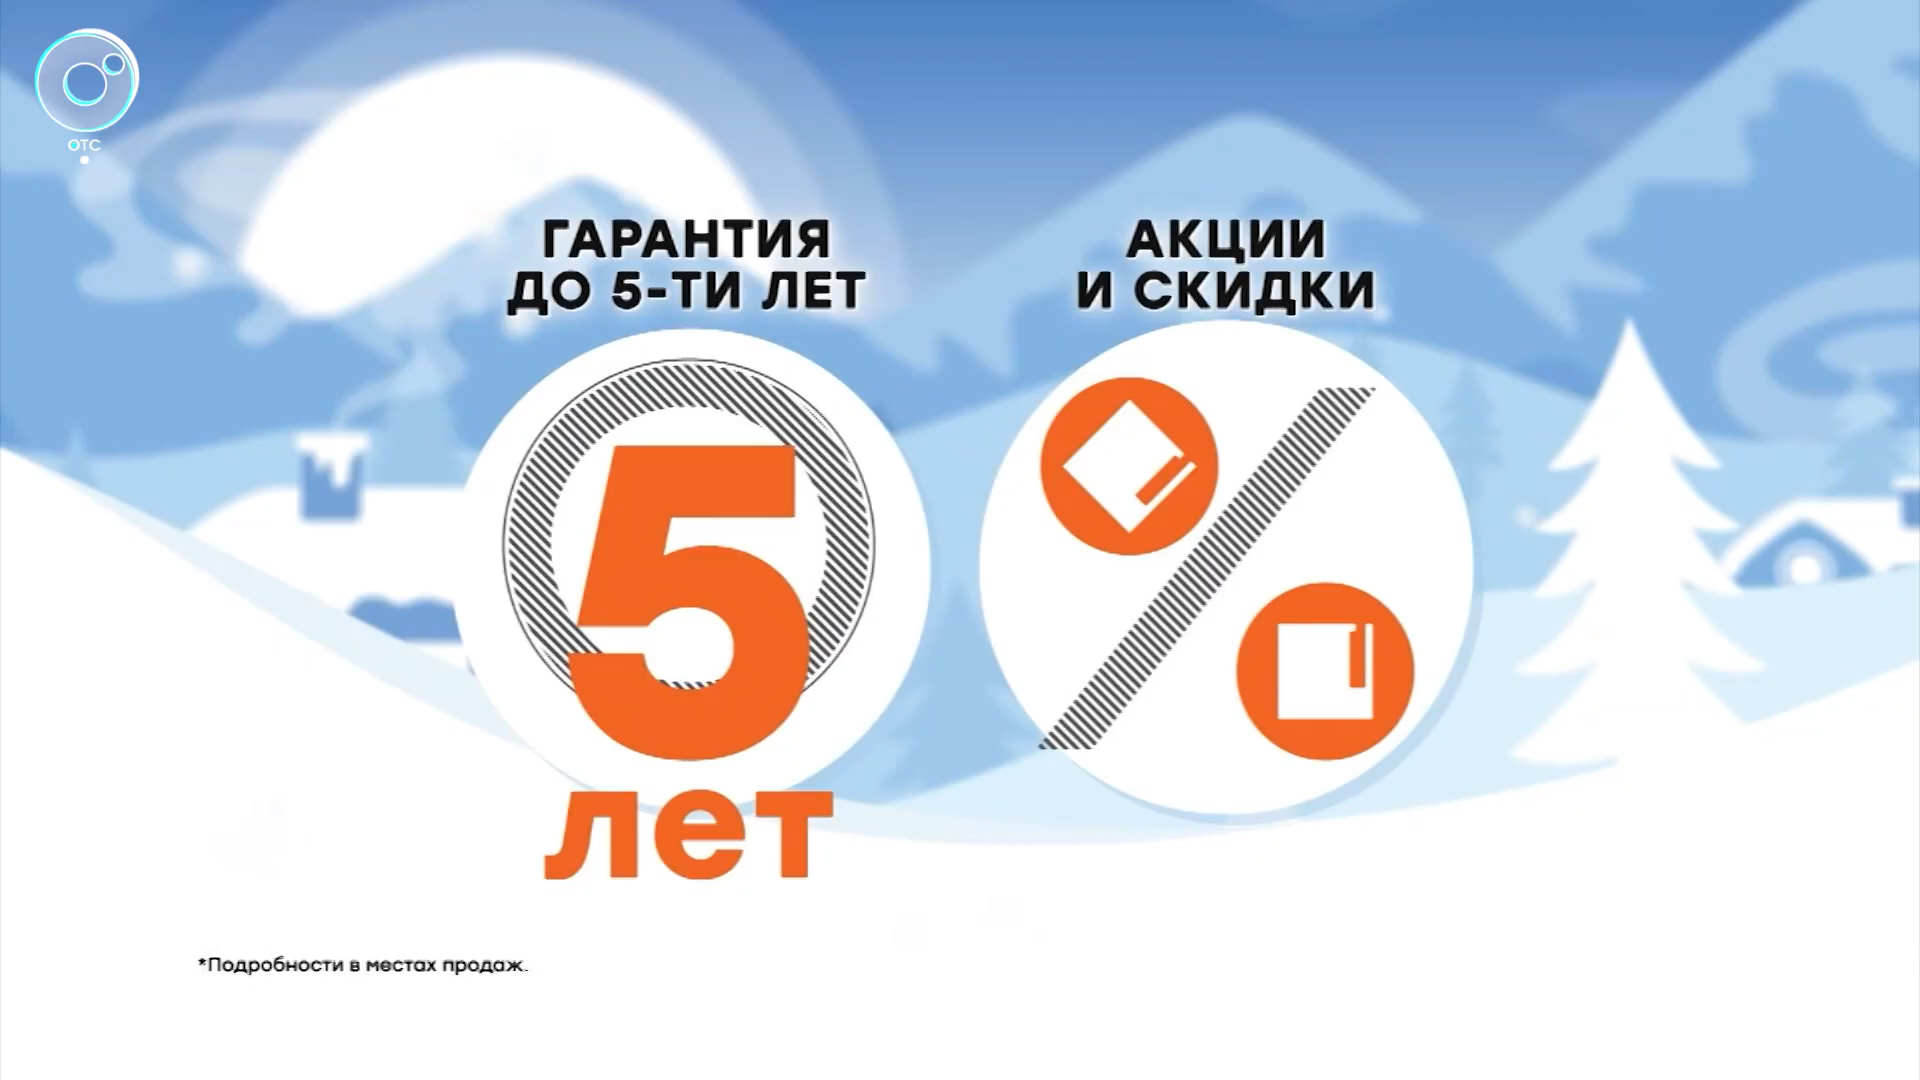 ОТС
ГАРАНТИЯ
ДО 5-ТИ ЛЕТ
5
лет
АКЦИИ
И СКИДКИ
*Подробности в местах продаж.